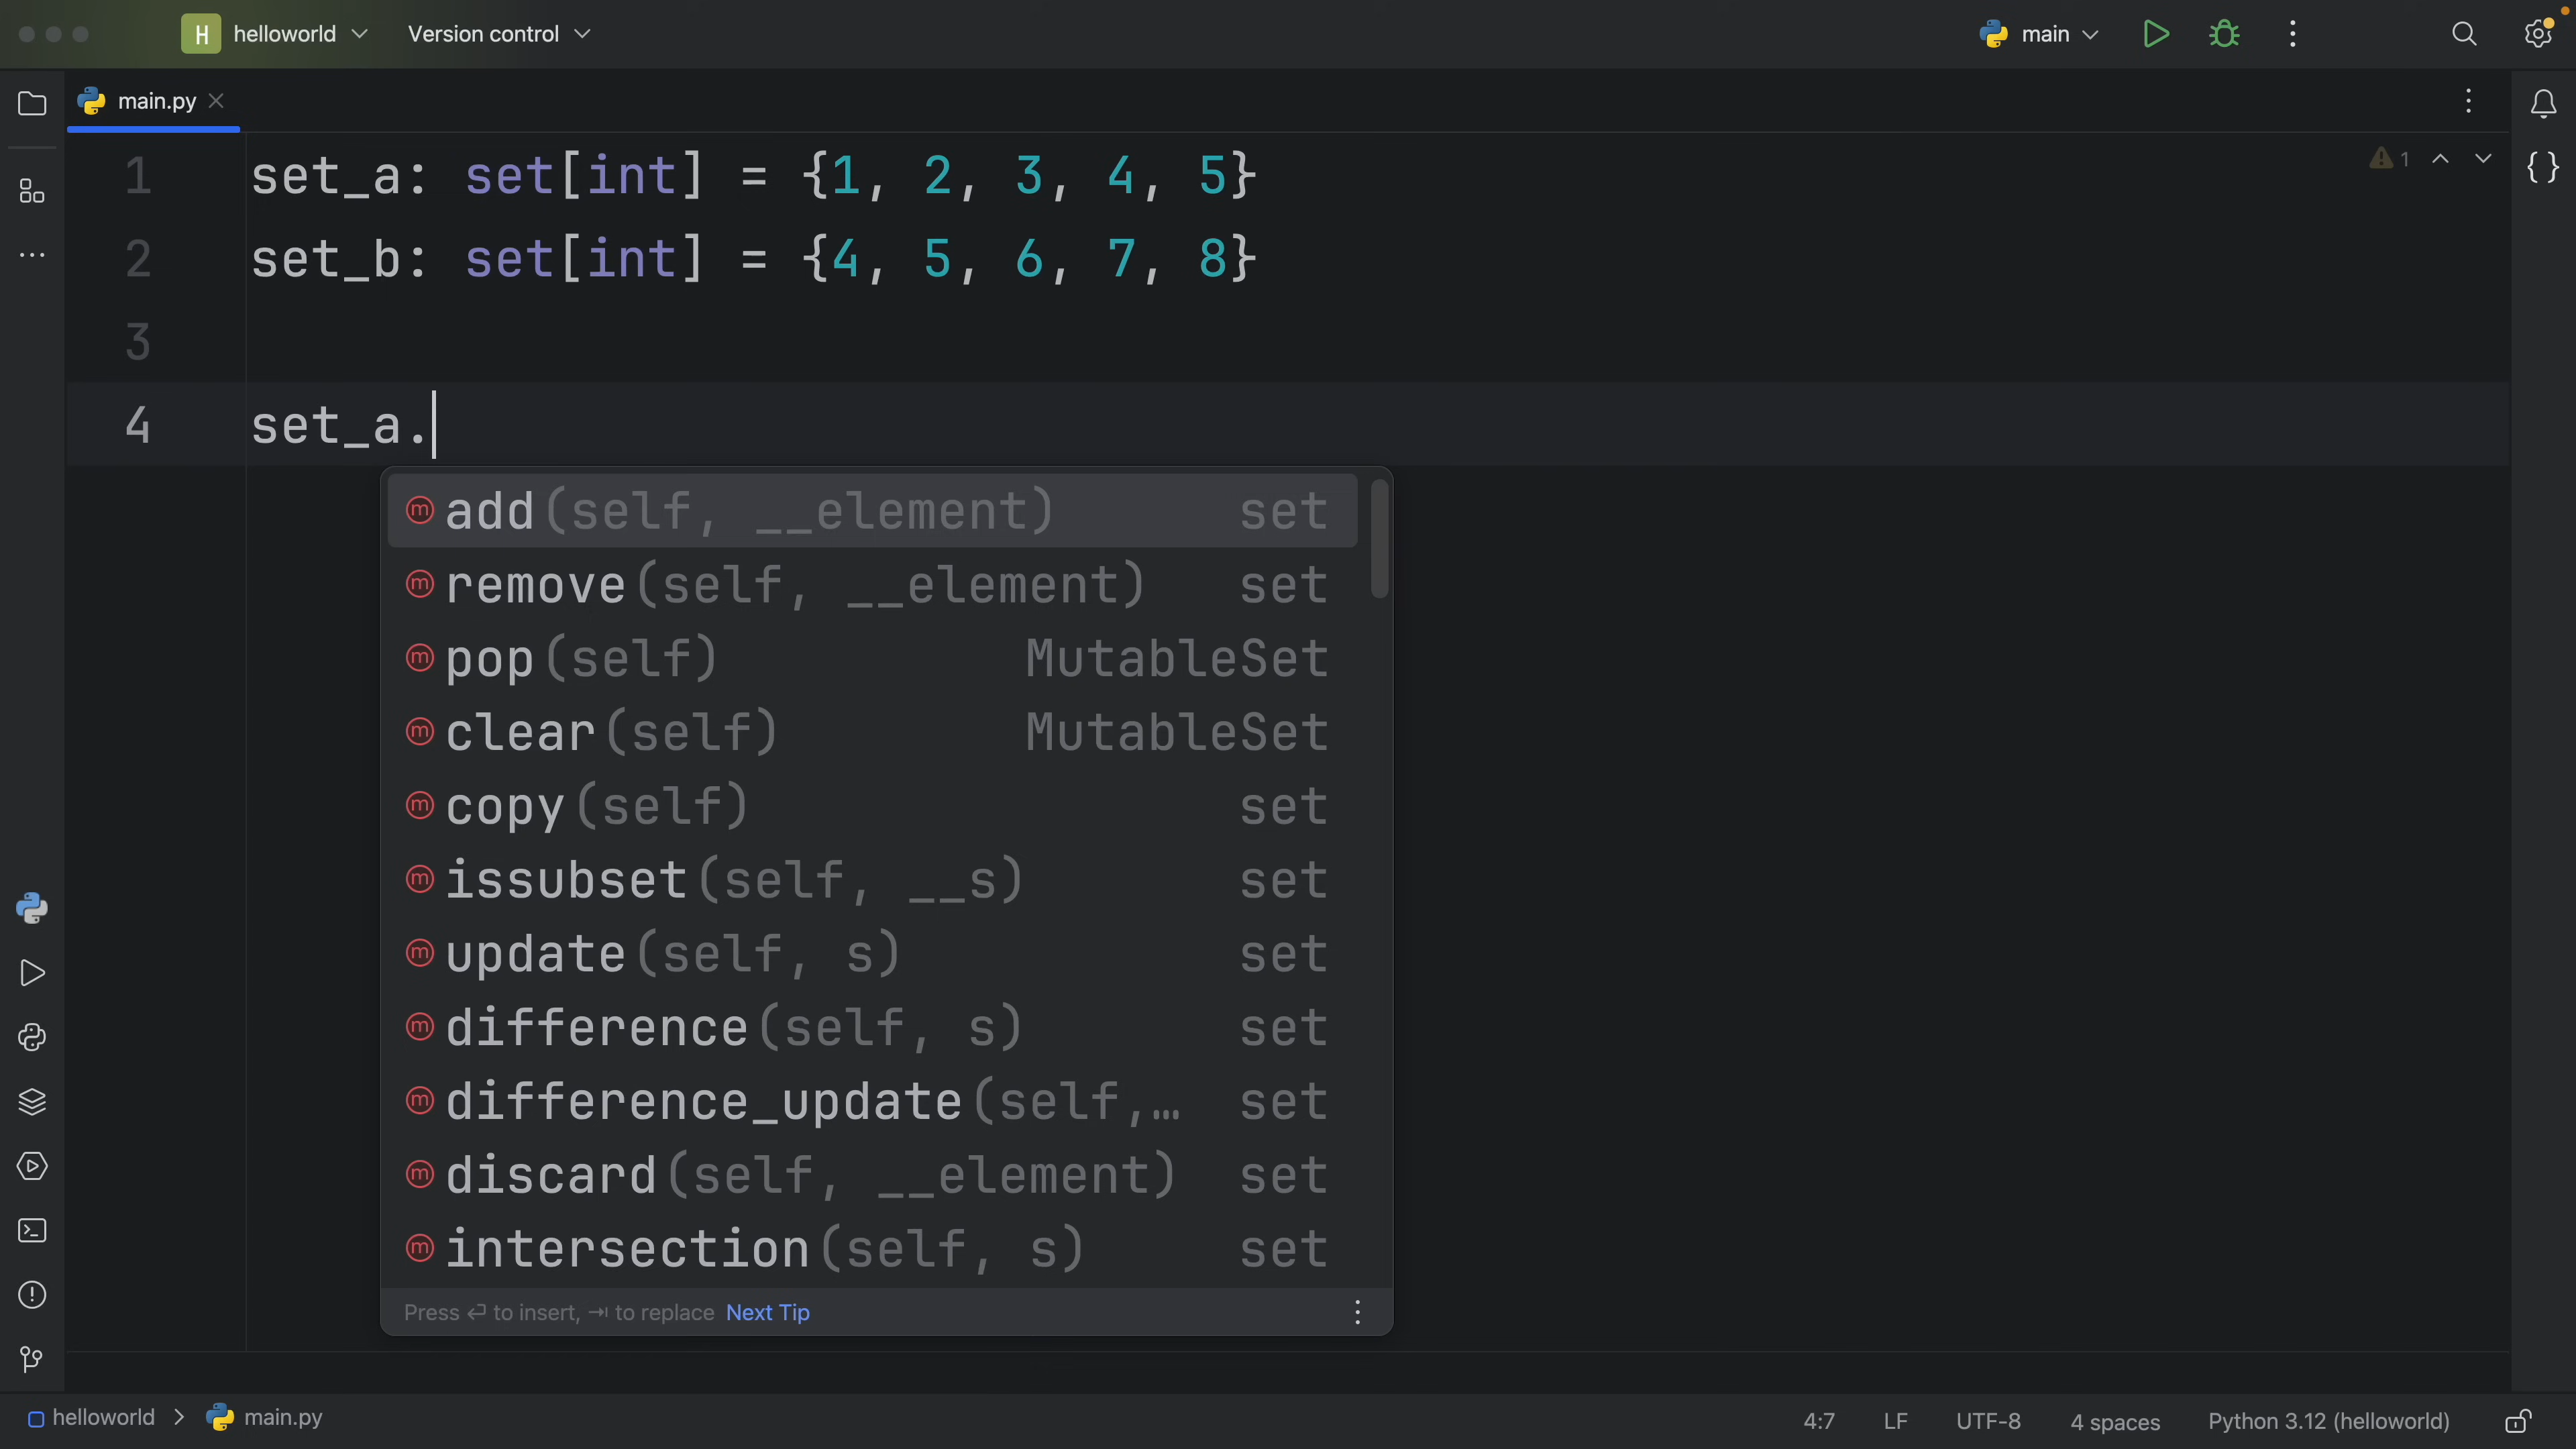 H helloworld Version control main
main.py
1 set_a: set[int] = {1, 2, 3, 4, 5}
1
2 set_b: set[int] = {4, 5, 6, 7, 8}
3
4 set_a.
m add(self, __element) set
m remove(self, __element) set
m pop(self) MutableSet
m clear(self) MutableSet
m copy(self) set
m issubset(self, __s) set
m update(self, s) set
m difference(self, s) set
m difference_update(self,… set
m discard(self, __element) set
m intersection(self, s) set
Press ↩ to insert, ⇥ to replace Next Tip
helloworld > main.py 4:7 LF UTF-8 4 spaces Python 3.12 (helloworld)